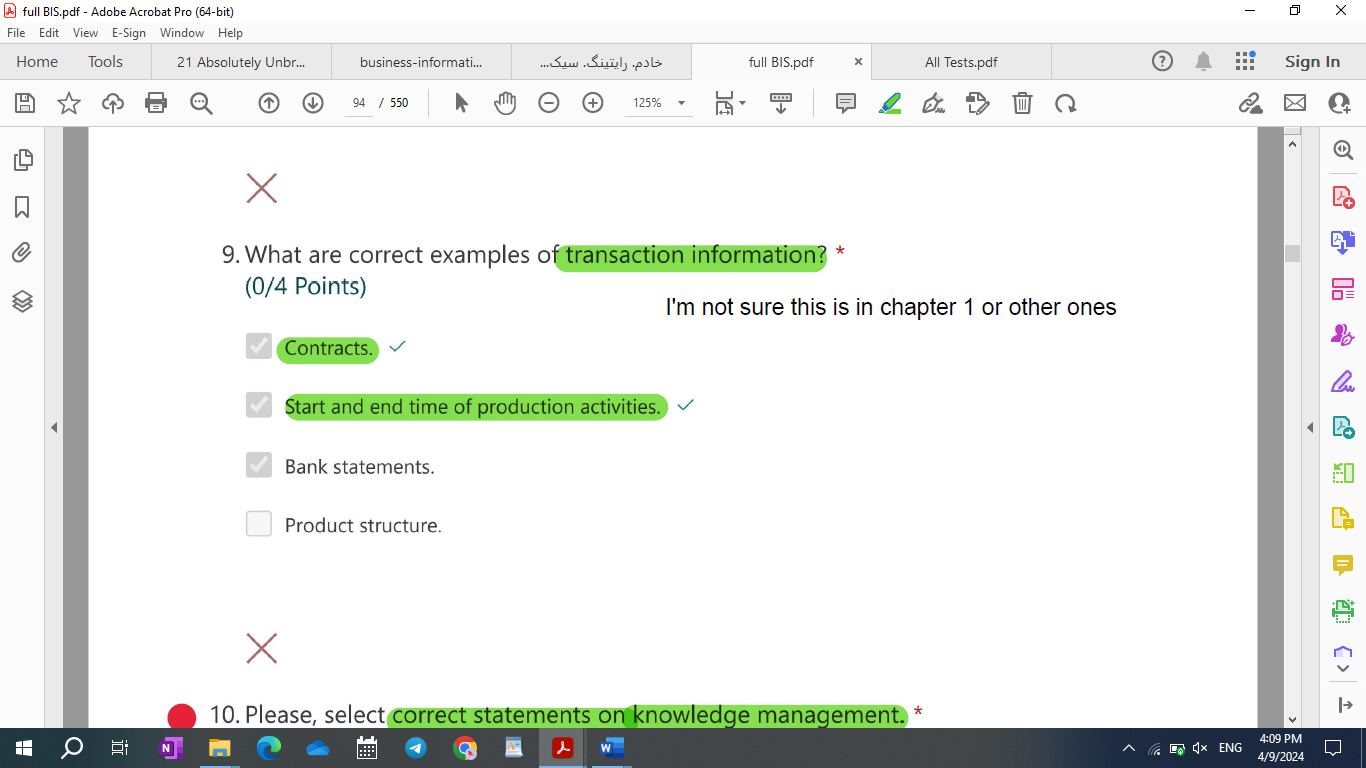 full BIS.pdf - Adobe Acrobat Pro (64-bit)
File Edit View E-Sign Window Help
Home Tools 21 Absolutely Unbr... business-informati... خادم. رایتینگ. سیک... full BIS.pdf × All Tests.pdf ? Sign In
94 / 550 125%
9. What are correct examples of transaction information? *
(0/4 Points)
I'm not sure this is in chapter 1 or other ones
Contracts.
Start and end time of production activities.
Bank statements.
Product structure.
10. Please, select correct statements on knowledge management. *
ENG
4:09 PM
4/9/2024